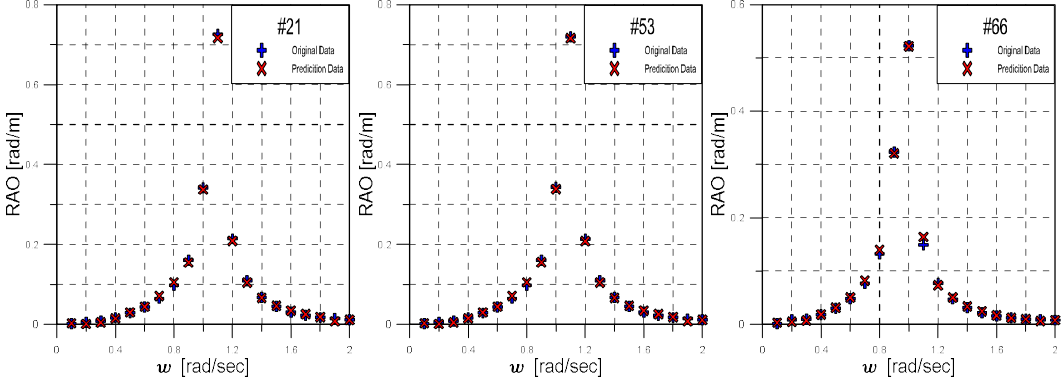 #21
Original Data
Predicition Data
RAO [rad/m]
0.8
0.6
0.4
0.2
0
0
0.4
0.8
1.2
1.6
2
w [rad/sec]
#53
Original Data
Predicition Data
RAO [rad/m]
0.8
0.6
0.4
0.2
0
0
0.4
0.8
1.2
1.6
2
w [rad/sec]
#66
Original Data
Predicition Data
RAO [rad/m]
0.6
0.4
0.2
0
0
0.4
0.8
1.2
1.6
2
w [rad/sec]